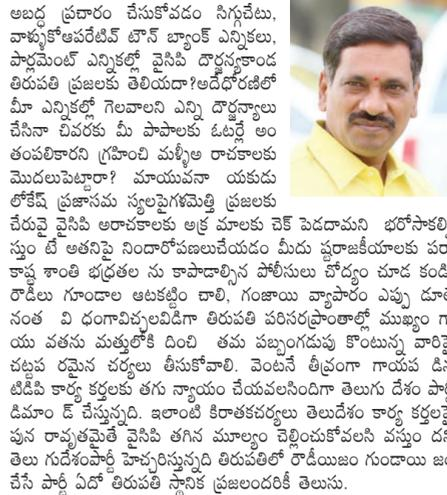 అబద్ధ ప్రచారం చేసుకోవడం సిగ్గుచేటు,
వాళ్ళుకోఆపరేటివ్ టౌన్ బ్యాంక్ ఎన్నికలు,
పార్లమెంట్ ఎన్నికల్లో వైసిపి దౌర్జన్యకాండ
తిరుపతి ప్రజలకు తెలియదా?అదేధోరణిలో
మీ ఎన్నికల్లో గెలవాలని ఎన్ని దౌర్జన్యాలు
చేసినా చివరకు మీ పాపాలకు ఓటర్లే అం
తంపలికారని గ్రహించి మళ్ళీఅ రాచకాలకు
మొదలుపెట్టారా? మాయువనా యకుడు
లోకేష్ ప్రజాసమ స్యలపైగళమెత్తి ప్రజలకు
చేరువై వైసిపి అరాచకాలకు అక్ర మాలకు చెక్ పెడదామని భరోసాకల్పి
స్తుం టే అతనిపై నిందారోపణలుచేయడం మీదు ష్టరాజకీయాలకు పరా
కాష్ట శాంతి భద్రతల ను కాపాడాల్సిన పోలీసులు చోద్యం చూడ కండి
రౌడీలు గూండాల ఆటకట్టిం చాలి, గంజాయి వ్యాపారం ఎప్పు డూలే
నంత వి ధంగావిచ్చలవిడిగా తిరుపతి పరిసరప్రాంతాల్లో ముఖ్యం గా
యు వతను మత్తులోకి దించి తమ పబ్బంగడుపు కొంటున్న వారిపై
చట్టప రమైన చర్యలు తీసుకోవాలి. వెంటనే తీవ్రంగా గాయప డిన
టిడిపి కార్య కర్తలకు తగు న్యాయం చేయవలసిందిగా తెలుగు దేశం పార్టీ
డిమాం డ్ చేస్తున్నది. ఇలాంటి కిరాతకచర్యలు తెలుదేశం కార్య కర్తలపై
పున రావృతమైతే వైసిపి తగిన మూల్యం చెల్లించుకోవలసి వస్తుం దని
తెలు గుదేశంపార్టీ హెచ్చరిస్తున్నది తిరుపతిలో రౌడీయిజం గుండాయి జం
చేసే పార్టీ ఏదో తిరుపతి స్థానిక ప్రజలందరికీ తెలుసు.